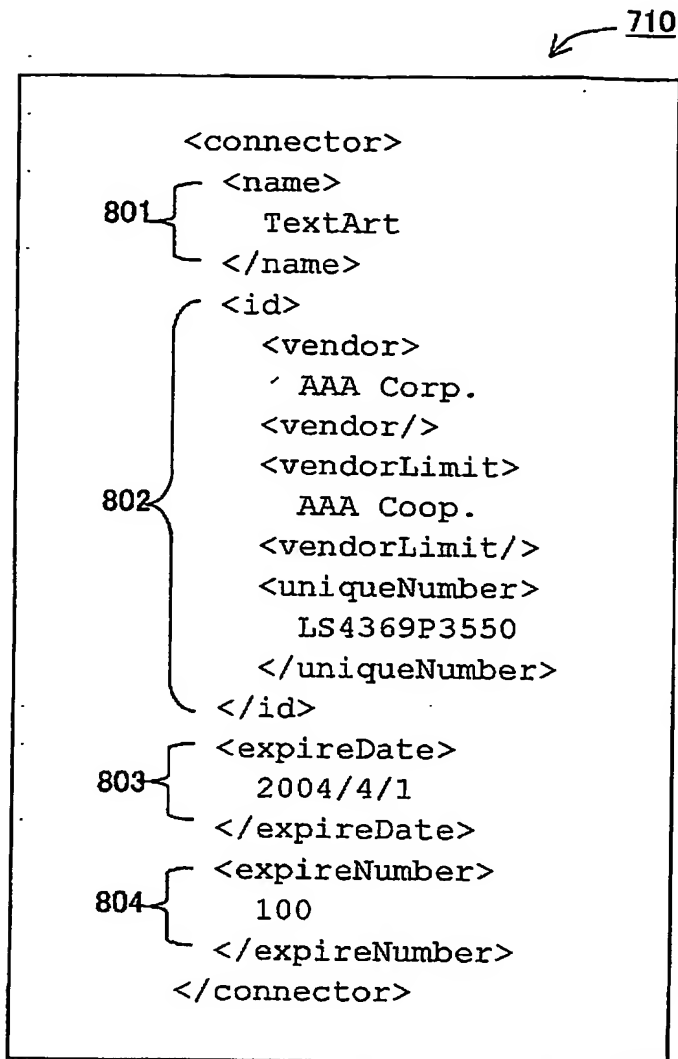 710
<connector>
801
<name>
TextArt
</name>
802
<id>
<vendor>
AAA Corp.
<vendor/>
<vendorLimit>
AAA Coop.
<vendorLimit/>
<uniqueNumber>
LS4369P3550
</uniqueNumber>
</id>
803
<expireDate>
2004/4/1
</expireDate>
804
<expireNumber>
100
</expireNumber>
</connector>